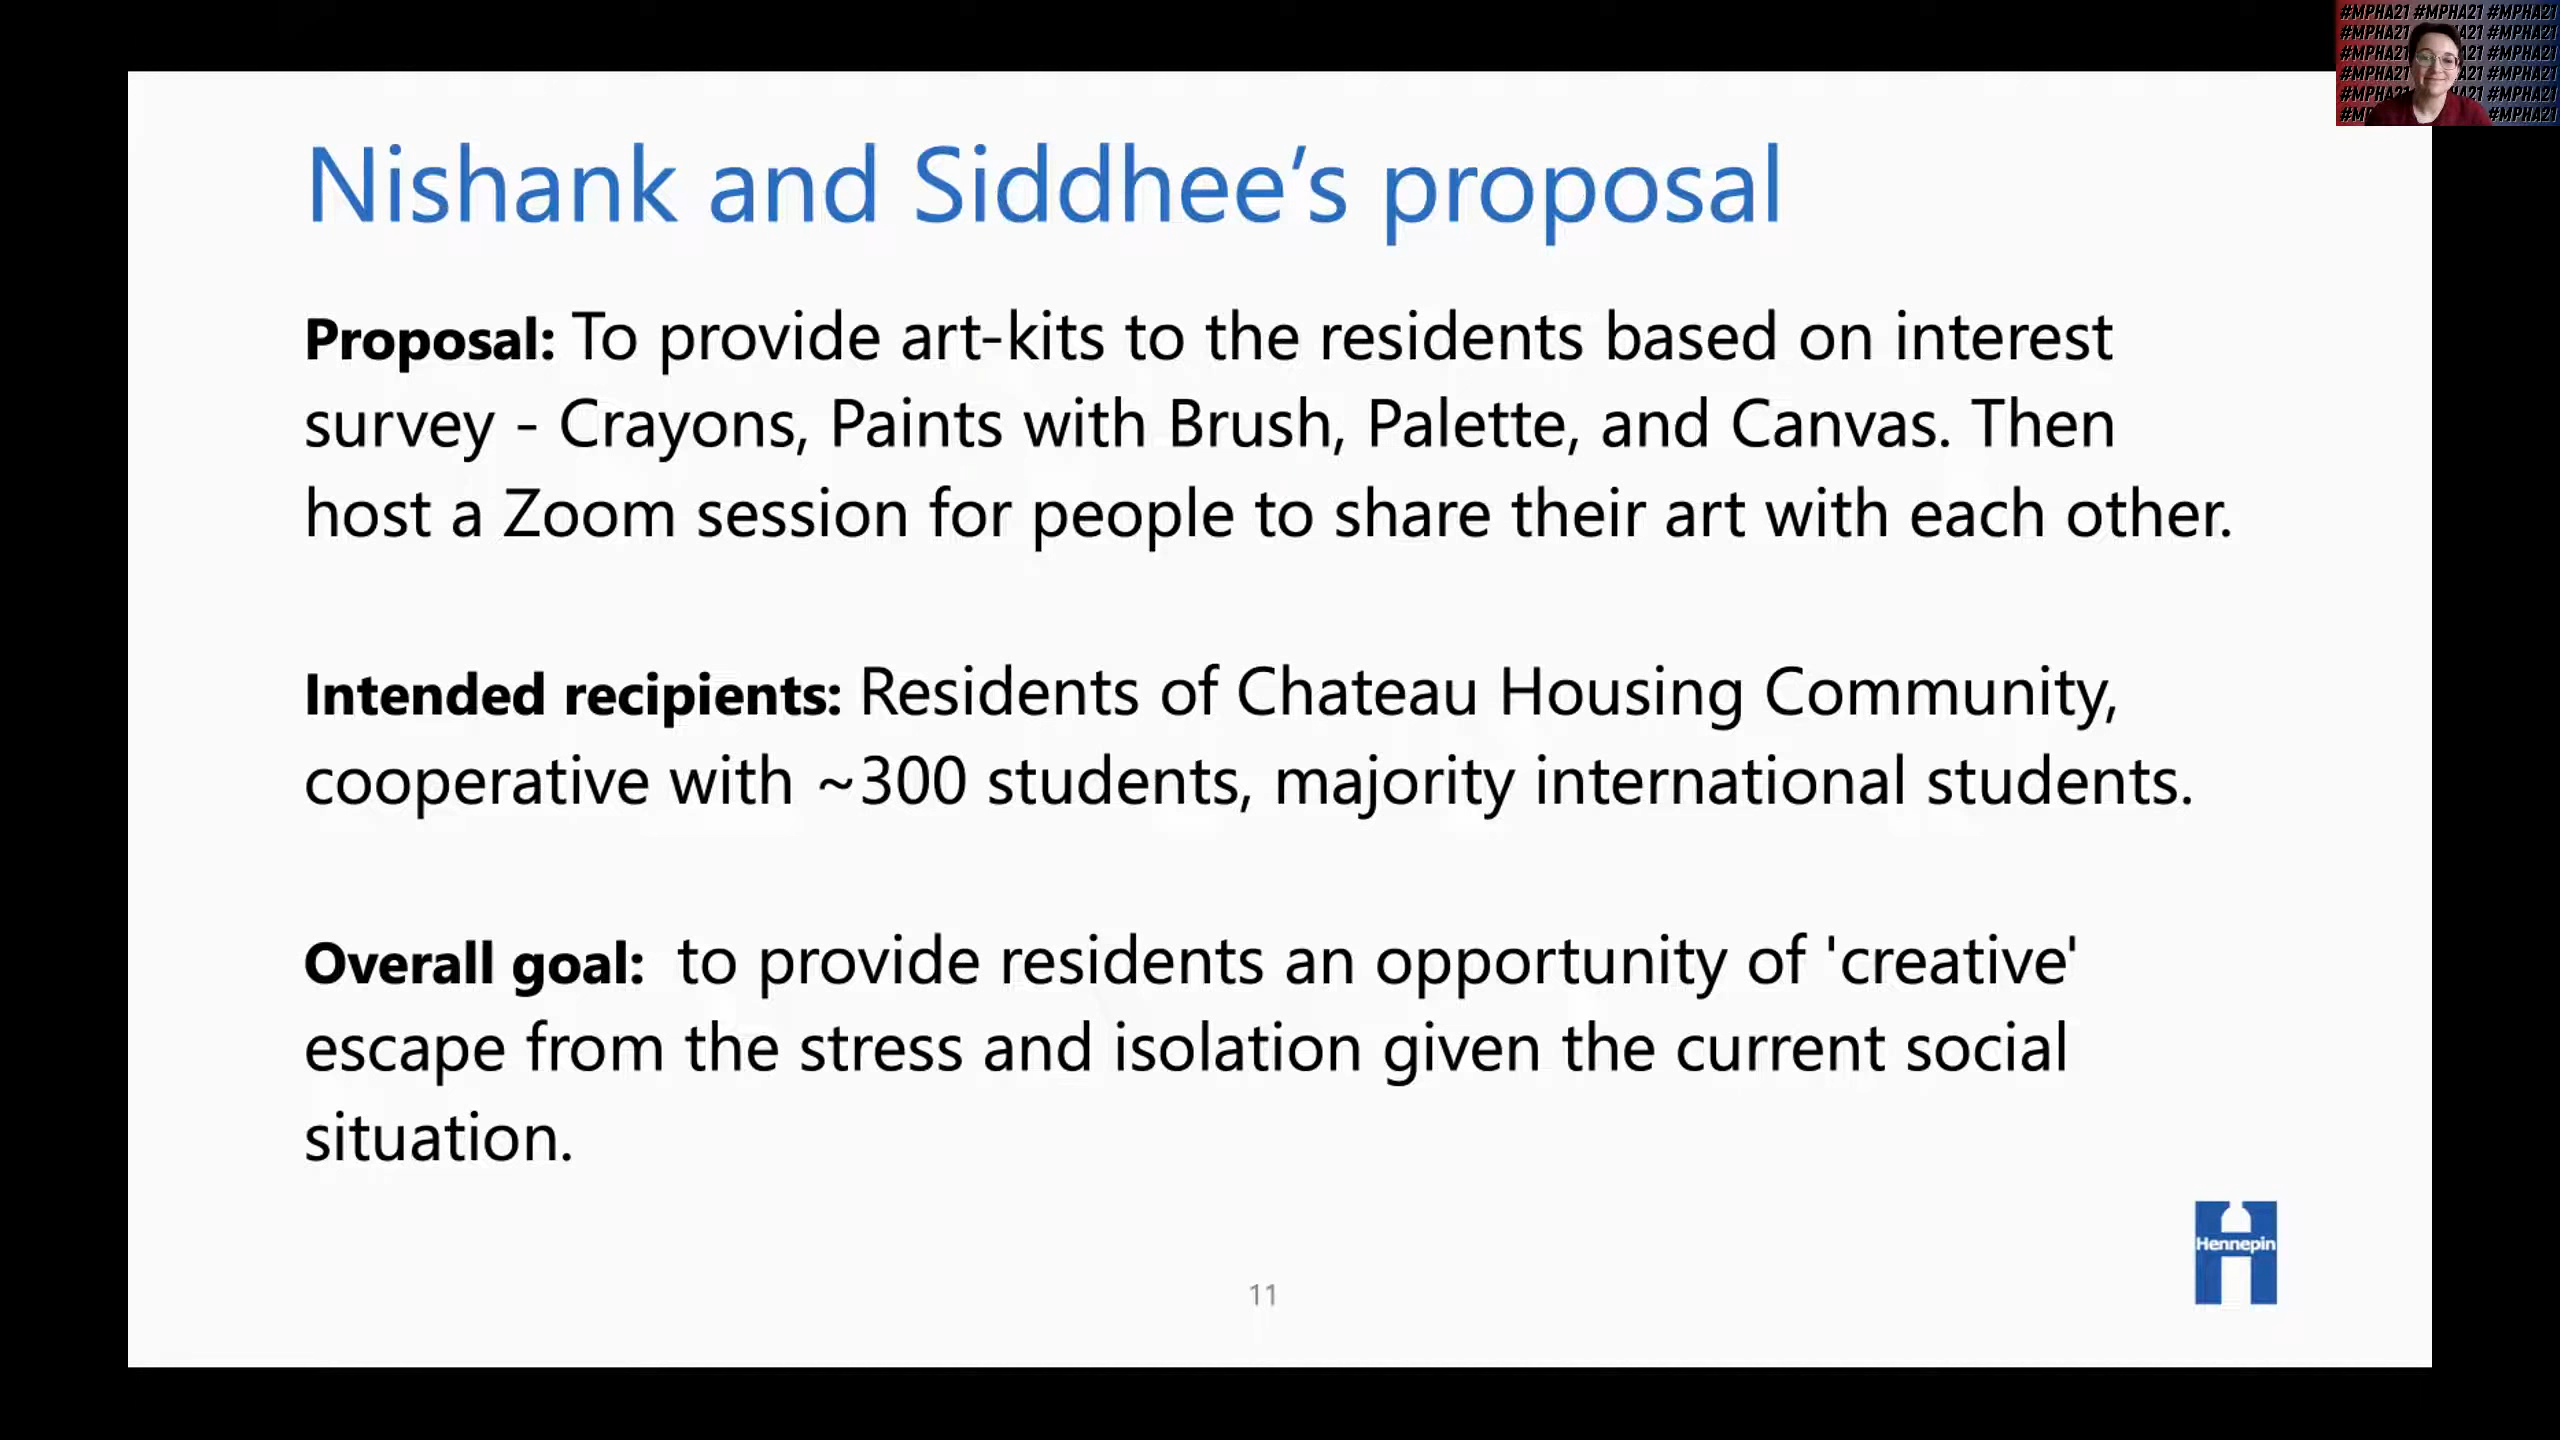 #MPHA21 #MPHA21 #MPHA21
#MPHA21 #MPHA21
#MPHA21 #MPHA21
#MPHA21 #MPHA21
#MPHA21 #MPHA21
#MPHA21
Nishank and Siddhee’s proposal
Proposal: To provide art-kits to the residents based on interest
survey - Crayons, Paints with Brush, Palette, and Canvas. Then
host a Zoom session for people to share their art with each other.
Intended recipients: Residents of Chateau Housing Community,
cooperative with ~300 students, majority international students.
Overall goal:  to provide residents an opportunity of 'creative'
escape from the stress and isolation given the current social
situation.
Hennepin
11